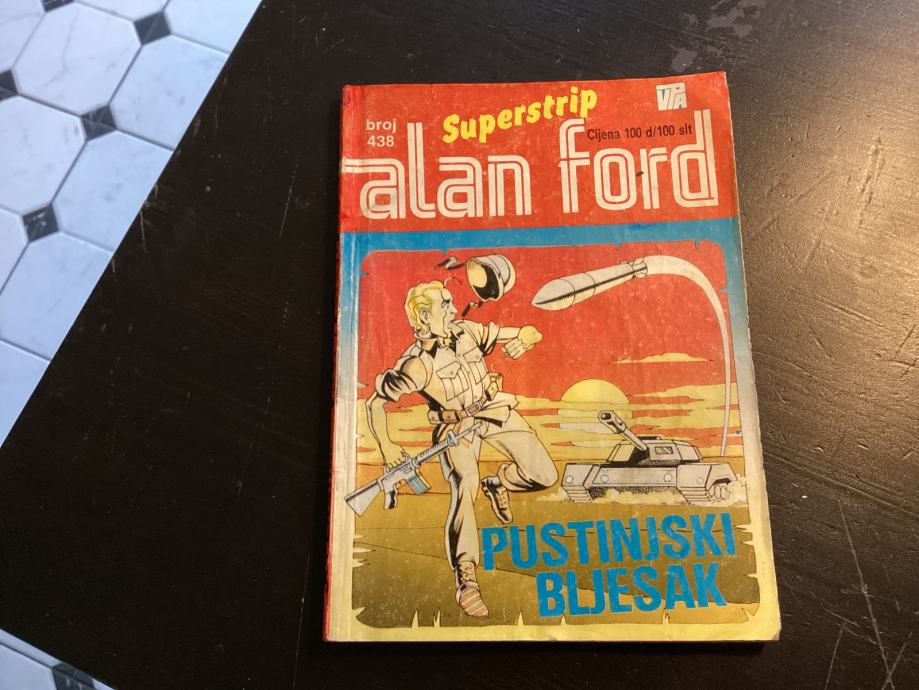 Superstrip
VPA
broj
438
Cijena 100 d/100 slt
alan ford
PUSTINJSKI
BLJESAK